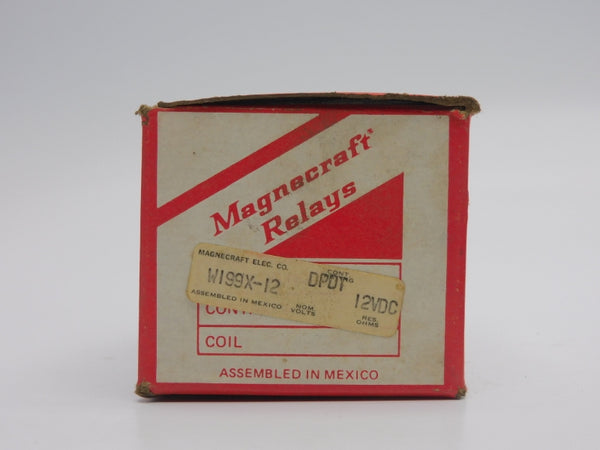 Magnecraft
Relays
MAGNECRAFT ELEC. CO.
W199X-12 DPDT 12VDC
ASSEMBLED IN MEXICO NOM. VOLTS RES. OHMS
CONT.
COIL
ASSEMBLED IN MEXICO